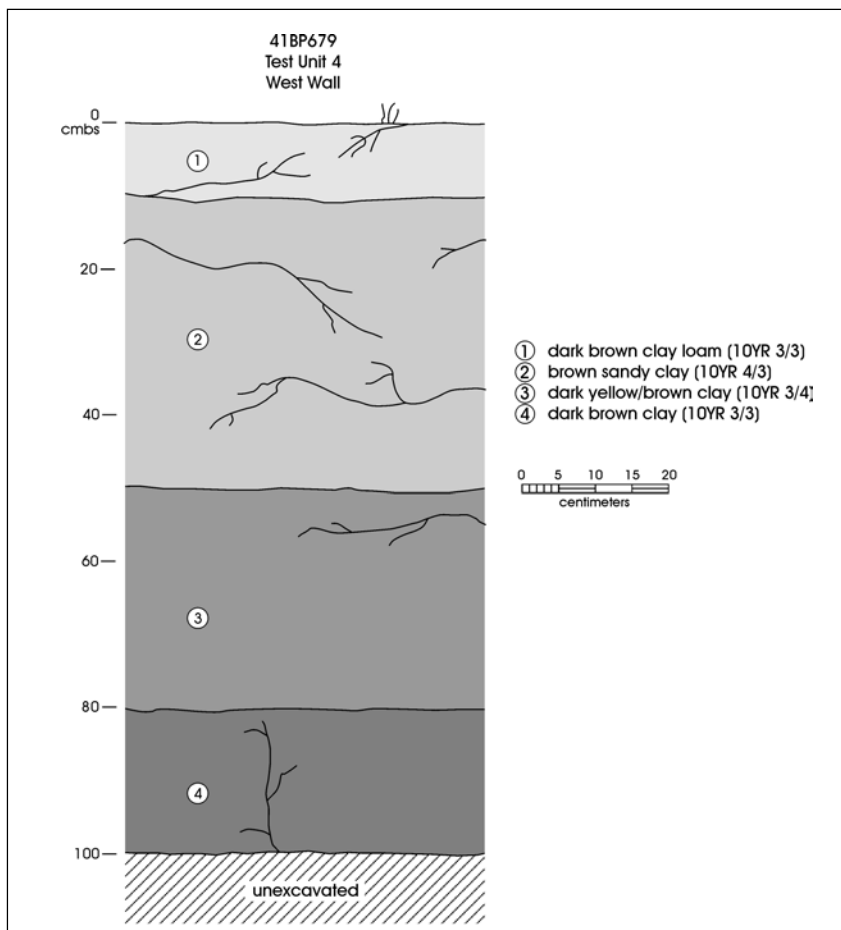 41BP679
Test Unit 4
West Wall
0
cmbs
1
20
2
40
60
3
80
4
100
unexcavated
1 dark brown clay loam (10YR 3/3)
2 brown sandy clay (10YR 4/3)
3 dark yellow/brown clay (10YR 3/4)
4 dark brown clay (10YR 3/3)
0 5 10 15 20
centimeters